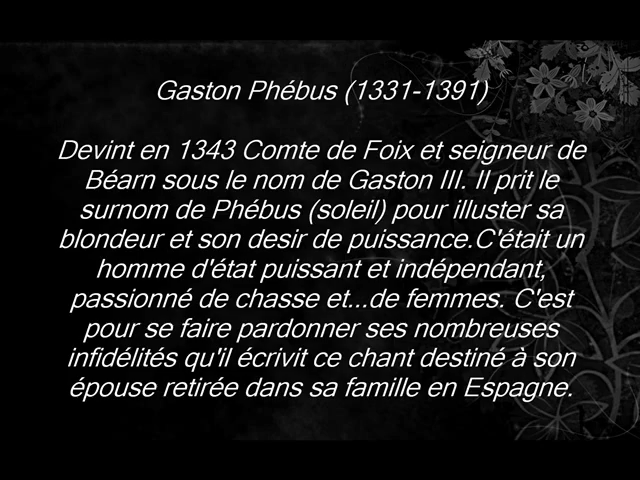 Gaston Phébus (1331-1391)
Devint en 1343 Comte de Foix et seigneur de
Béarn sous le nom de Gaston III. Il prit le
surnom de Phébus (soleil) pour illuster sa
blondeur et son desir de puissance.C'était un
homme d'état puissant et indépendant,
passionné de chasse et...de femmes. C'est
pour se faire pardonner ses nombreuses
infidélités qu'il écrivit ce chant destiné à son
épouse retirée dans sa famille en Espagne.